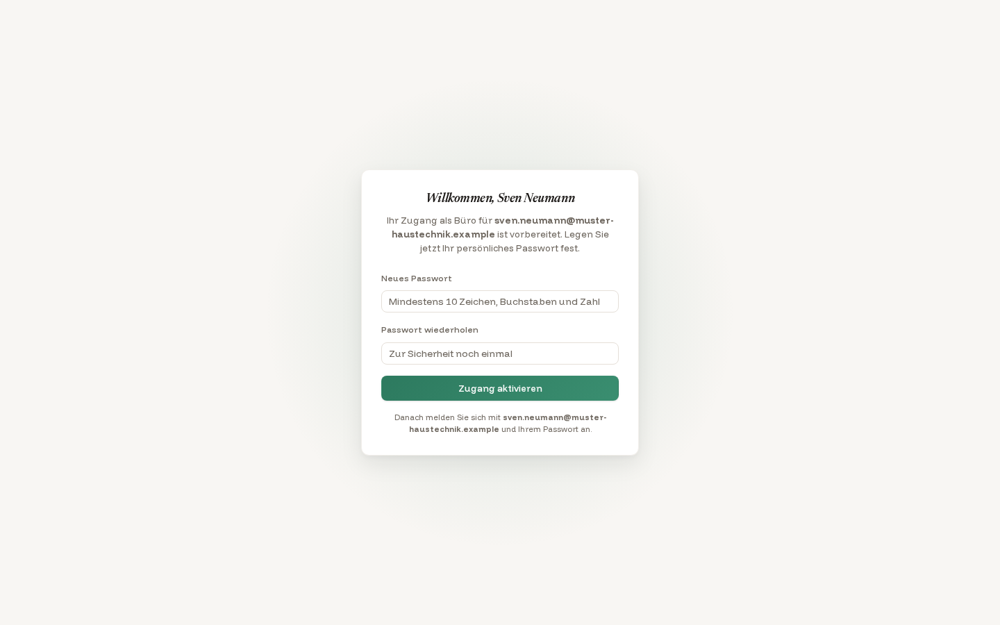 Willkommen, Sven Neumann
Ihr Zugang als Büro für sven.neumann@muster-
haustechnik.example ist vorbereitet. Legen Sie
jetzt Ihr persönliches Passwort fest.
Neues Passwort
Mindestens 10 Zeichen, Buchstaben und Zahl
Passwort wiederholen
Zur Sicherheit noch einmal
Zugang aktivieren
Danach melden Sie sich mit sven.neumann@muster-
haustechnik.example und Ihrem Passwort an.